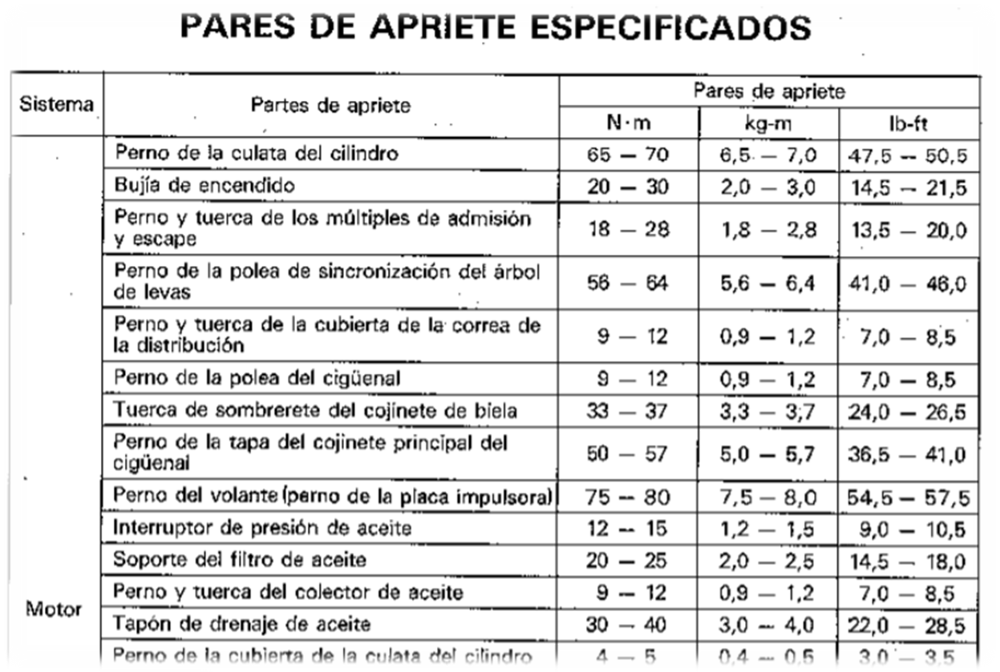 PARES DE APRIETE ESPECIFICADOS
Sistema Partes de apriete Pares de apriete
N·m kg-m lb-ft
Perno de la culata del cilindro 65 — 70 6,5 — 7,0 47,5 — 50,5
Bujía de encendido 20 — 30 2,0 — 3,0 14,5 — 21,5
Perno y tuerca de los múltiples de admisión
y escape 18 — 28 1,8 — 2,8 13,5 — 20,0
Perno de la polea de sincronización del árbol
de levas 56 — 64 5,6 — 6,4 41,0 — 46,0
Perno y tuerca de la cubierta de la correa de
la distribución 9 — 12 0,9 — 1,2 7,0 — 8,5
Perno de la polea del cigüenal 9 — 12 0,9 — 1,2 7,0 — 8,5
Tuerca de sombrerete del cojinete de biela 33 — 37 3,3 — 3,7 24,0 — 26,5
Perno de la tapa del cojinete principal del
cigüenal 50 — 57 5,0 — 5,7 36,5 — 41,0
Perno del volante (perno de la placa impulsora) 75 — 80 7,5 — 8,0 54,5 — 57,5
Interruptor de presión de aceite 12 — 15 1,2 — 1,5 9,0 — 10,5
Soporte del filtro de aceite 20 — 25 2,0 — 2,5 14,5 — 18,0
Perno y tuerca del colector de aceite 9 — 12 0,9 — 1,2 7,0 — 8,5
Motor Tapón de drenaje de aceite 30 — 40 3,0 — 4,0 22,0 — 28,5
Perno de la cubierta de la culata del cilindro 4 — 5 0,4 — 0,5 3,0 — 3,5